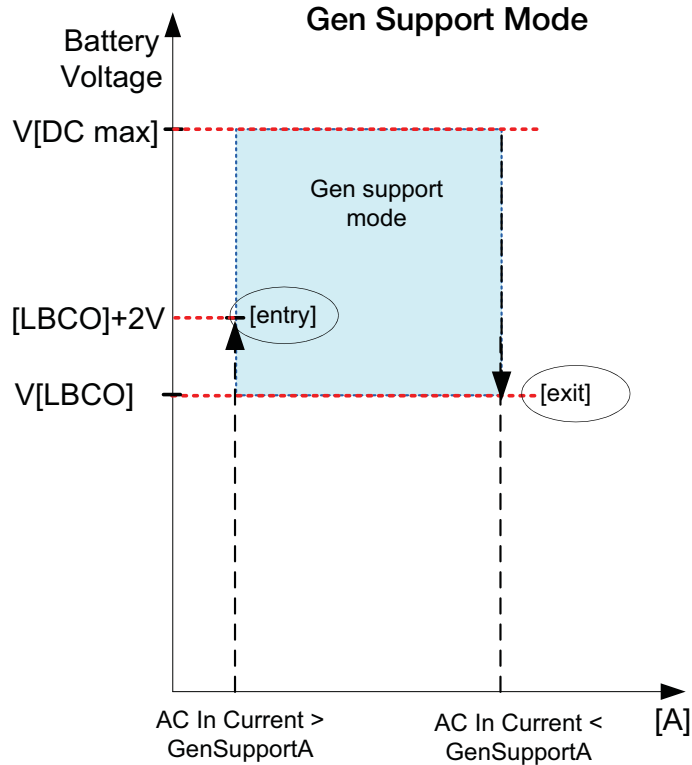 Gen Support Mode
Battery
Voltage
V[DC max]
Gen support
mode
[LBCO]+2V
[entry]
V[LBCO]
[exit]
AC In Current >
GenSupportA
AC In Current <
GenSupportA
[A]